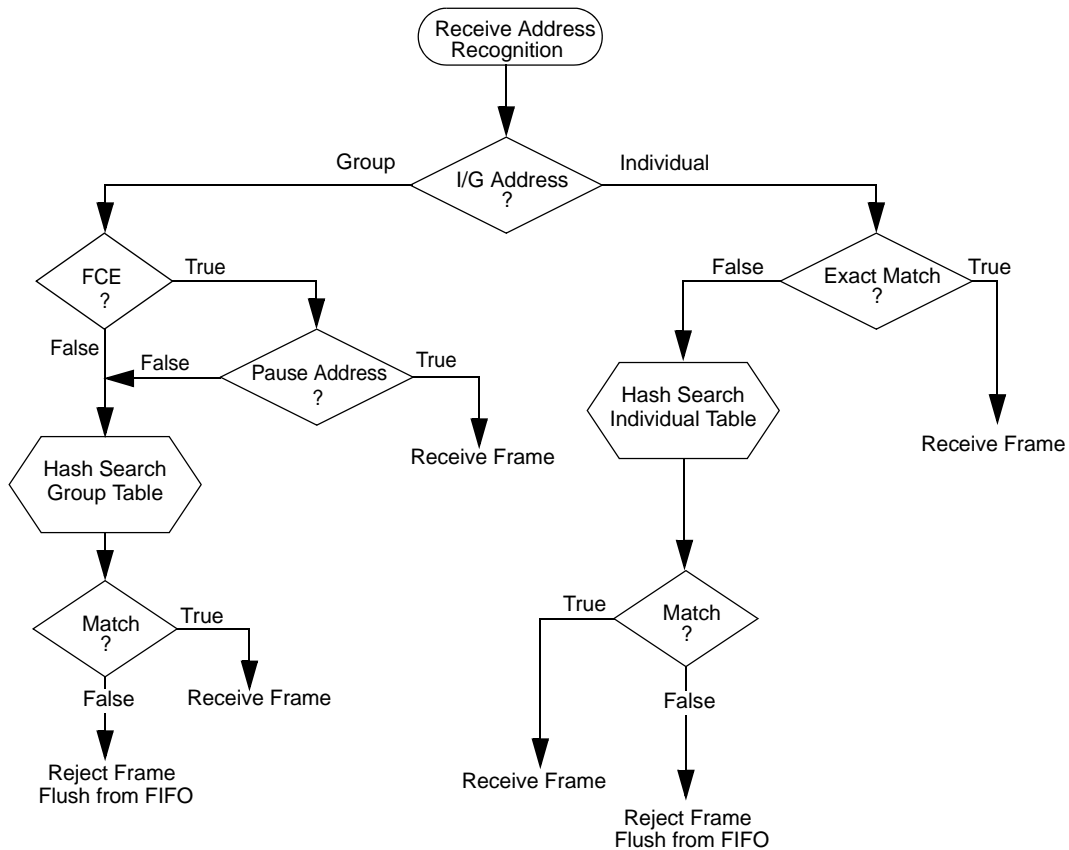 Receive Address
Recognition
Group
I/G Address
?
Individual
FCE
?
True
False
False
Pause Address
?
True
Receive Frame
Hash Search
Group Table
Match
?
True
False
Receive Frame
Reject Frame
Flush from FIFO
False
Exact Match
?
True
Receive Frame
Hash Search
Individual Table
True
Match
?
False
Receive Frame
Reject Frame
Flush from FIFO